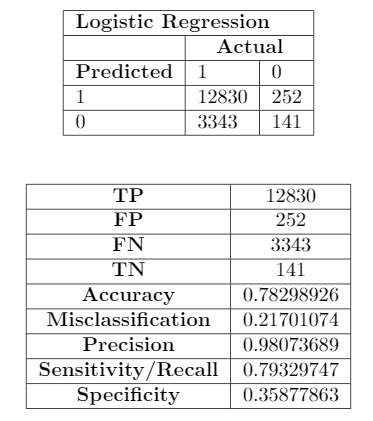 Logistic Regression
Actual
Predicted 1 0
1 12830 252
0 3343 141
TP 12830
FP 252
FN 3343
TN 141
Accuracy 0.78298926
Misclassification 0.21701074
Precision 0.98073689
Sensitivity/Recall 0.79329747
Specificity 0.35877863